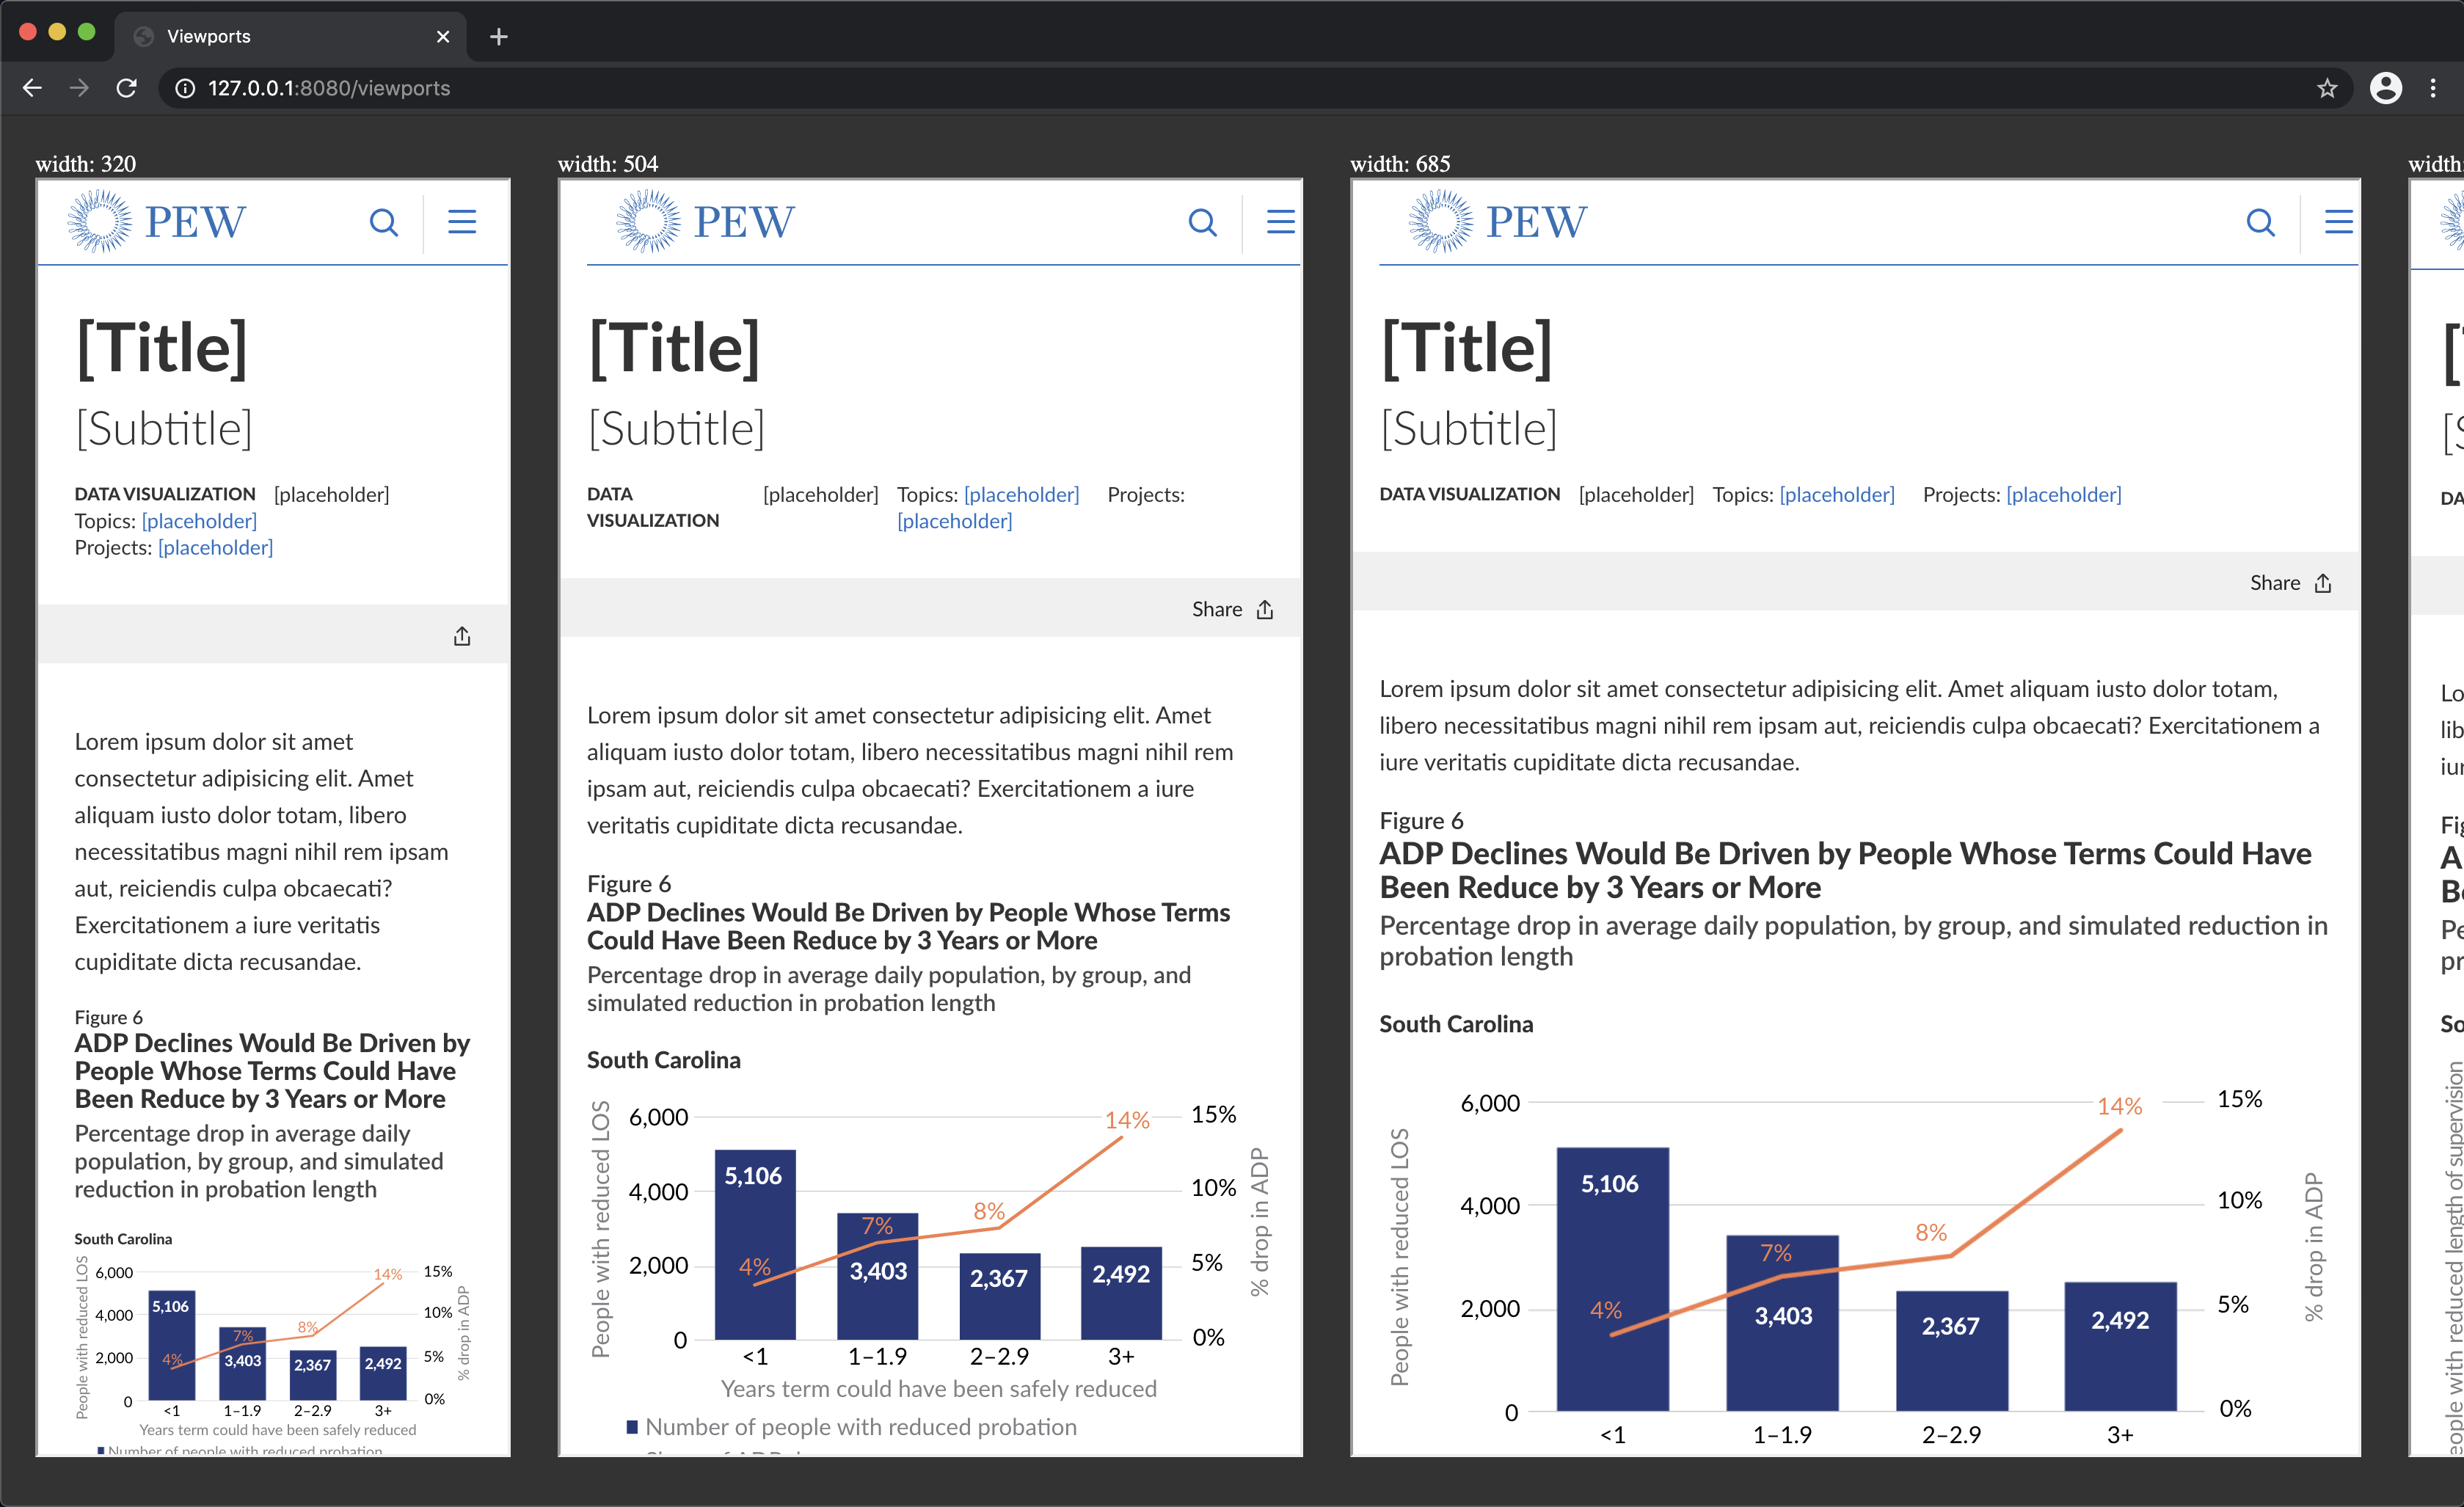 Viewports
127.0.0.1:8080/viewports
width: 320
PEW
[Title]
[Subtitle]
DATA VISUALIZATION [placeholder]
Topics: [placeholder]
Projects: [placeholder]
Lorem ipsum dolor sit amet
consectetur adipisicing elit. Amet
aliquam iusto dolor totam, libero
necessitatibus magni nihil rem ipsam
aut, reiciendis culpa obcaecati?
Exercitationem a iure veritatis
cupiditate dicta recusandae.
Figure 6
ADP Declines Would Be Driven by
People Whose Terms Could Have
Been Reduce by 3 Years or More
Percentage drop in average daily
population, by group, and simulated
reduction in probation length
South Carolina
People with reduced LOS
6,000
4,000
2,000
0
5,106
3,403
2,367
2,492
4%
7%
8%
14%
15%
10%
5%
0%
% drop in ADP
<1 1–1.9 2–2.9 3+
Years term could have been safely reduced
Number of people with reduced probation
width: 504
PEW
[Title]
[Subtitle]
DATA VISUALIZATION
[placeholder]
Topics: [placeholder]
Projects:
[placeholder]
Share
Lorem ipsum dolor sit amet consectetur adipisicing elit. Amet
aliquam iusto dolor totam, libero necessitatibus magni nihil rem
ipsam aut, reiciendis culpa obcaecati? Exercitationem a iure
veritatis cupiditate dicta recusandae.
Figure 6
ADP Declines Would Be Driven by People Whose Terms
Could Have Been Reduce by 3 Years or More
Percentage drop in average daily population, by group, and
simulated reduction in probation length
South Carolina
People with reduced LOS
6,000
4,000
2,000
0
5,106
3,403
2,367
2,492
4%
7%
8%
14%
15%
10%
5%
0%
% drop in ADP
<1 1–1.9 2–2.9 3+
Years term could have been safely reduced
Number of people with reduced probation
width: 685
PEW
[Title]
[Subtitle]
DATA VISUALIZATION [placeholder] Topics: [placeholder] Projects: [placeholder]
Share
Lorem ipsum dolor sit amet consectetur adipisicing elit. Amet aliquam iusto dolor totam,
libero necessitatibus magni nihil rem ipsam aut, reiciendis culpa obcaecati? Exercitationem a
iure veritatis cupiditate dicta recusandae.
Figure 6
ADP Declines Would Be Driven by People Whose Terms Could Have
Been Reduce by 3 Years or More
Percentage drop in average daily population, by group, and simulated reduction in
probation length
South Carolina
People with reduced LOS
6,000
4,000
2,000
0
5,106
3,403
2,367
2,492
4%
7%
8%
14%
15%
10%
5%
0%
% drop in ADP
<1 1–1.9 2–2.9 3+
width:
with reduced length of supervision